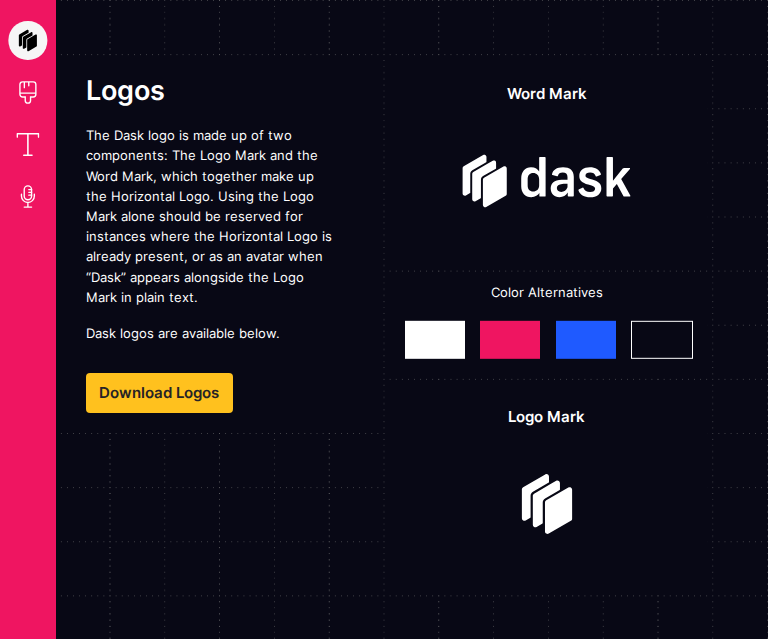 Logos
The Dask logo is made up of two
components: The Logo Mark and the
Word Mark, which together make up
the Horizontal Logo. Using the Logo
Mark alone should be reserved for
instances where the Horizontal Logo is
already present, or as an avatar when
“Dask” appears alongside the Logo
Mark in plain text.
Dask logos are available below.
Download Logos
Word Mark
dask
Color Alternatives
Logo Mark